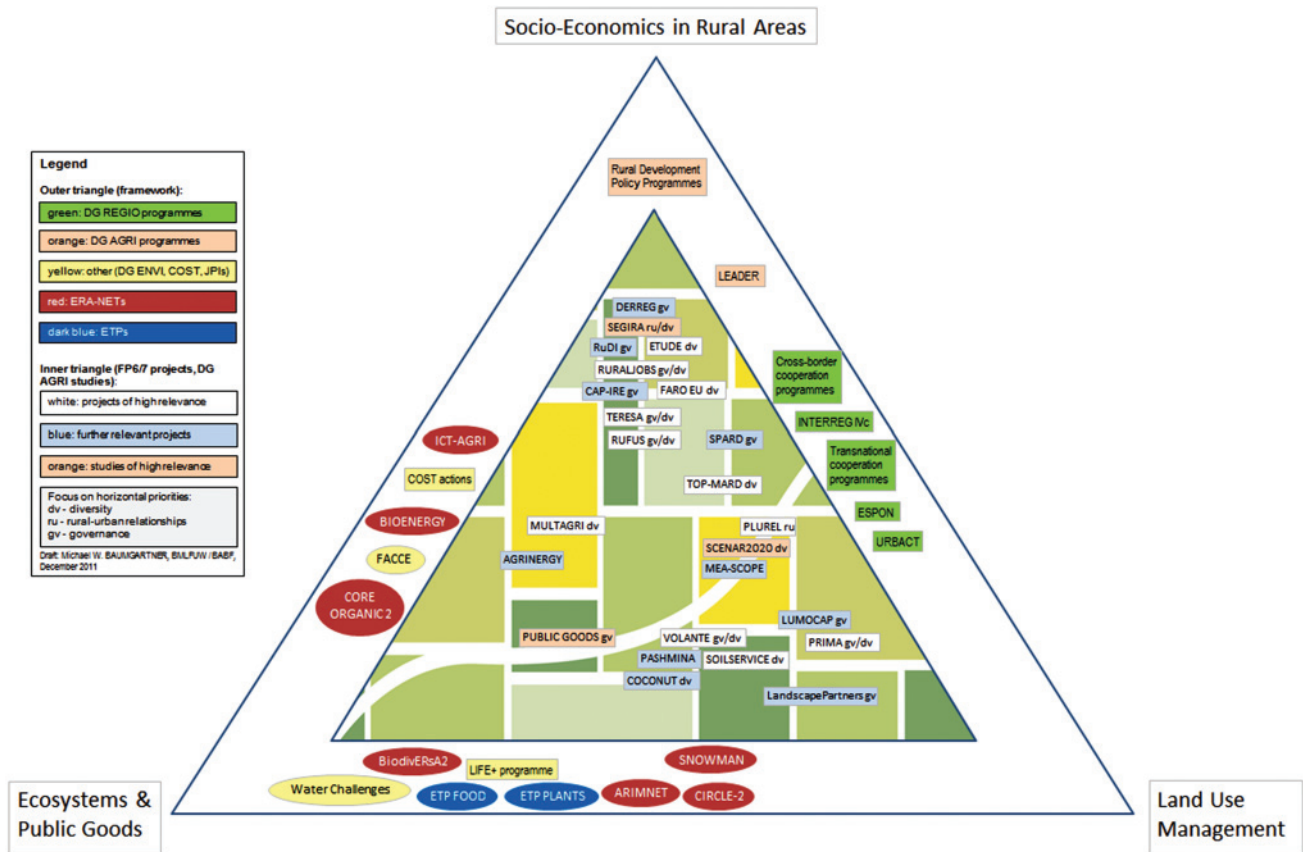 Socio-Economics in Rural Areas
Legend
Outer triangle (framework):
green: DG REGIO programmes
orange: DG AGRI programmes
yellow: other (DG ENVI, COST, JPIs)
red: ERA-NETs
dark blue: ETPs
Inner triangle (FP6/7 projects, DG
AGRI studies):
white: projects of high relevance
blue: further relevant projects
orange: studies of high relevance
Focus on horizontal priorities:
dv - diversity
ru - rural-urban relationships
gv - governance
Draft: Michael W. BAUMGARTNER, BMLFUW / BABF,
December 2011
Rural Development
Policy Programmes
LEADER
DERREG gv
SEGIRA ru/dv
RuDI gv
ETUDE dv
RURALJOBS gv/dv
CAP-IRE gv
FARO EU dv
TERESA gv/dv
RUFUS gv/dv
SPARD gv
TOP-MARD dv
Cross-border
cooperation
programmes
INTERREG IVc
Transnational
cooperation
programmes
ESPON
URBACT
ICT-AGRI
COST actions
BIOENERGY
FACCE
CORE
ORGANIC 2
MULTAGRI dv
AGRINERGY
PLUREL ru
SCENAR2020 dv
MEA-SCOPE
LUMOCAP gv
PUBLIC GOODS gv
VOLANTE gv/dv
PRIMA gv/dv
PASHMINA
SOILSERVICE dv
COCONUT dv
LandscapePartners gv
BiodivERsA2
LIFE+ programme
SNOWMAN
Water Challenges
ETP FOOD
ETP PLANTS
ARIMNET
CIRCLE-2
Ecosystems &
Public Goods
Land Use
Management